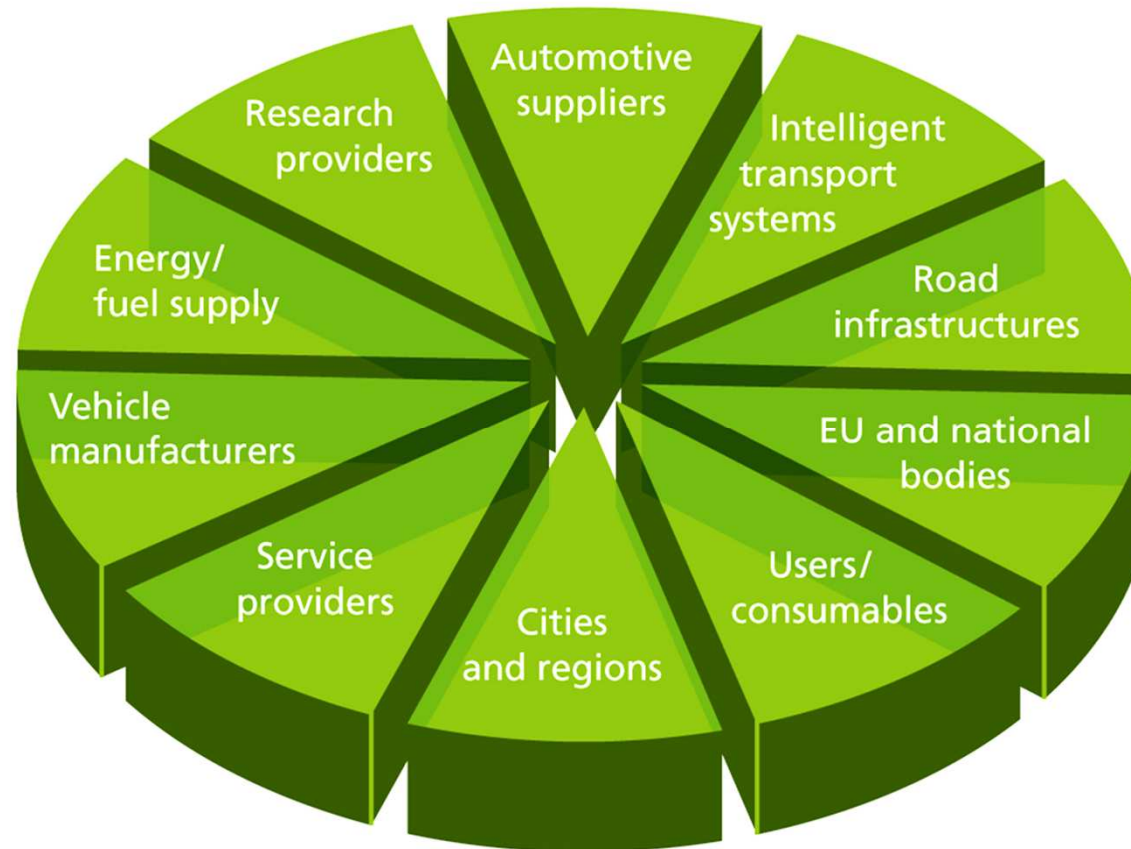 Automotive
suppliers
Intelligent
transport
systems
Road
infrastructures
EU and national
bodies
Users/
consumables
Cities
and regions
Service
providers
Vehicle
manufacturers
Energy/
fuel supply
Research
providers